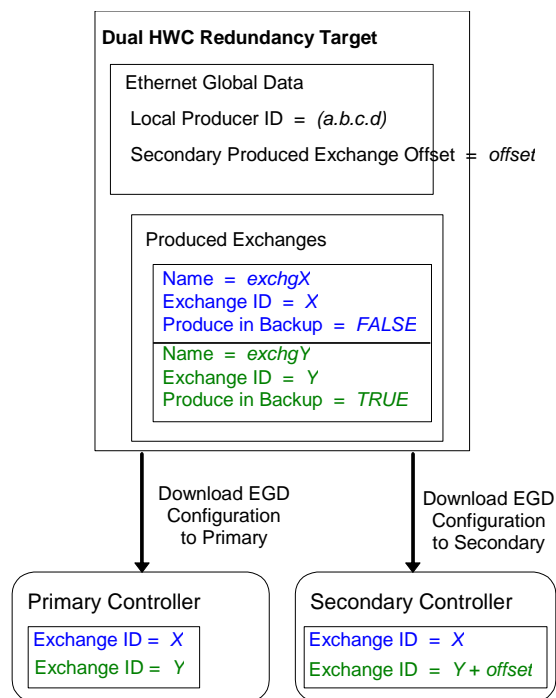 Dual HWC Redundancy Target
Ethernet Global Data
Local Producer ID = (a.b.c.d)
Secondary Produced Exchange Offset = offset
Produced Exchanges
Name = exchgX
Exchange ID = X
Produce in Backup = FALSE
Name = exchgY
Exchange ID = Y
Produce in Backup = TRUE
Download EGD
Configuration
to Primary
Download EGD
Configuration
to Secondary
Primary Controller
Exchange ID = X
Exchange ID = Y
Secondary Controller
Exchange ID = X
Exchange ID = Y + offset